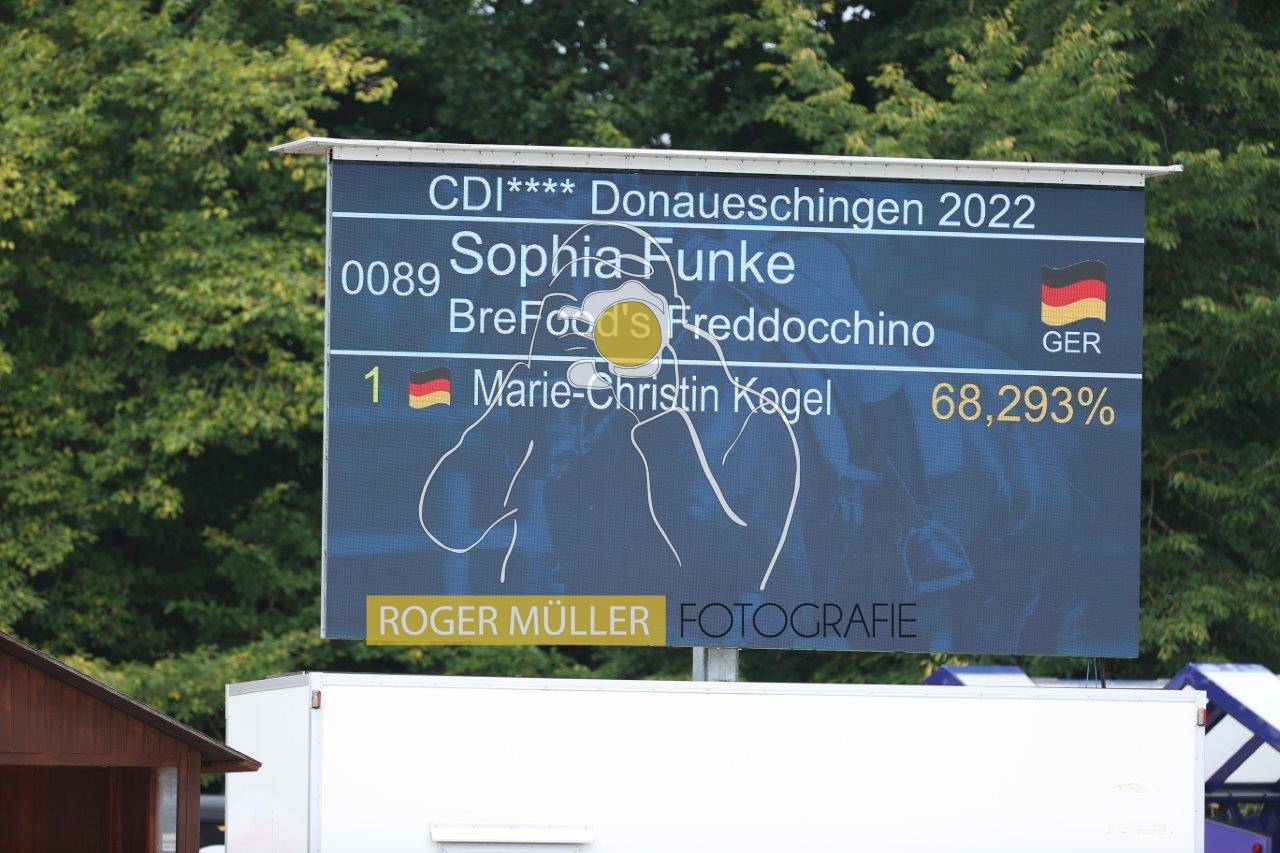 CDI**** Donaueschingen 2022
0089 Sophia Funke
BreFood's Freddocchino
GER
1 Marie-Christin Kogel 68,293%
ROGER MÜLLER FOTOGRAFIE